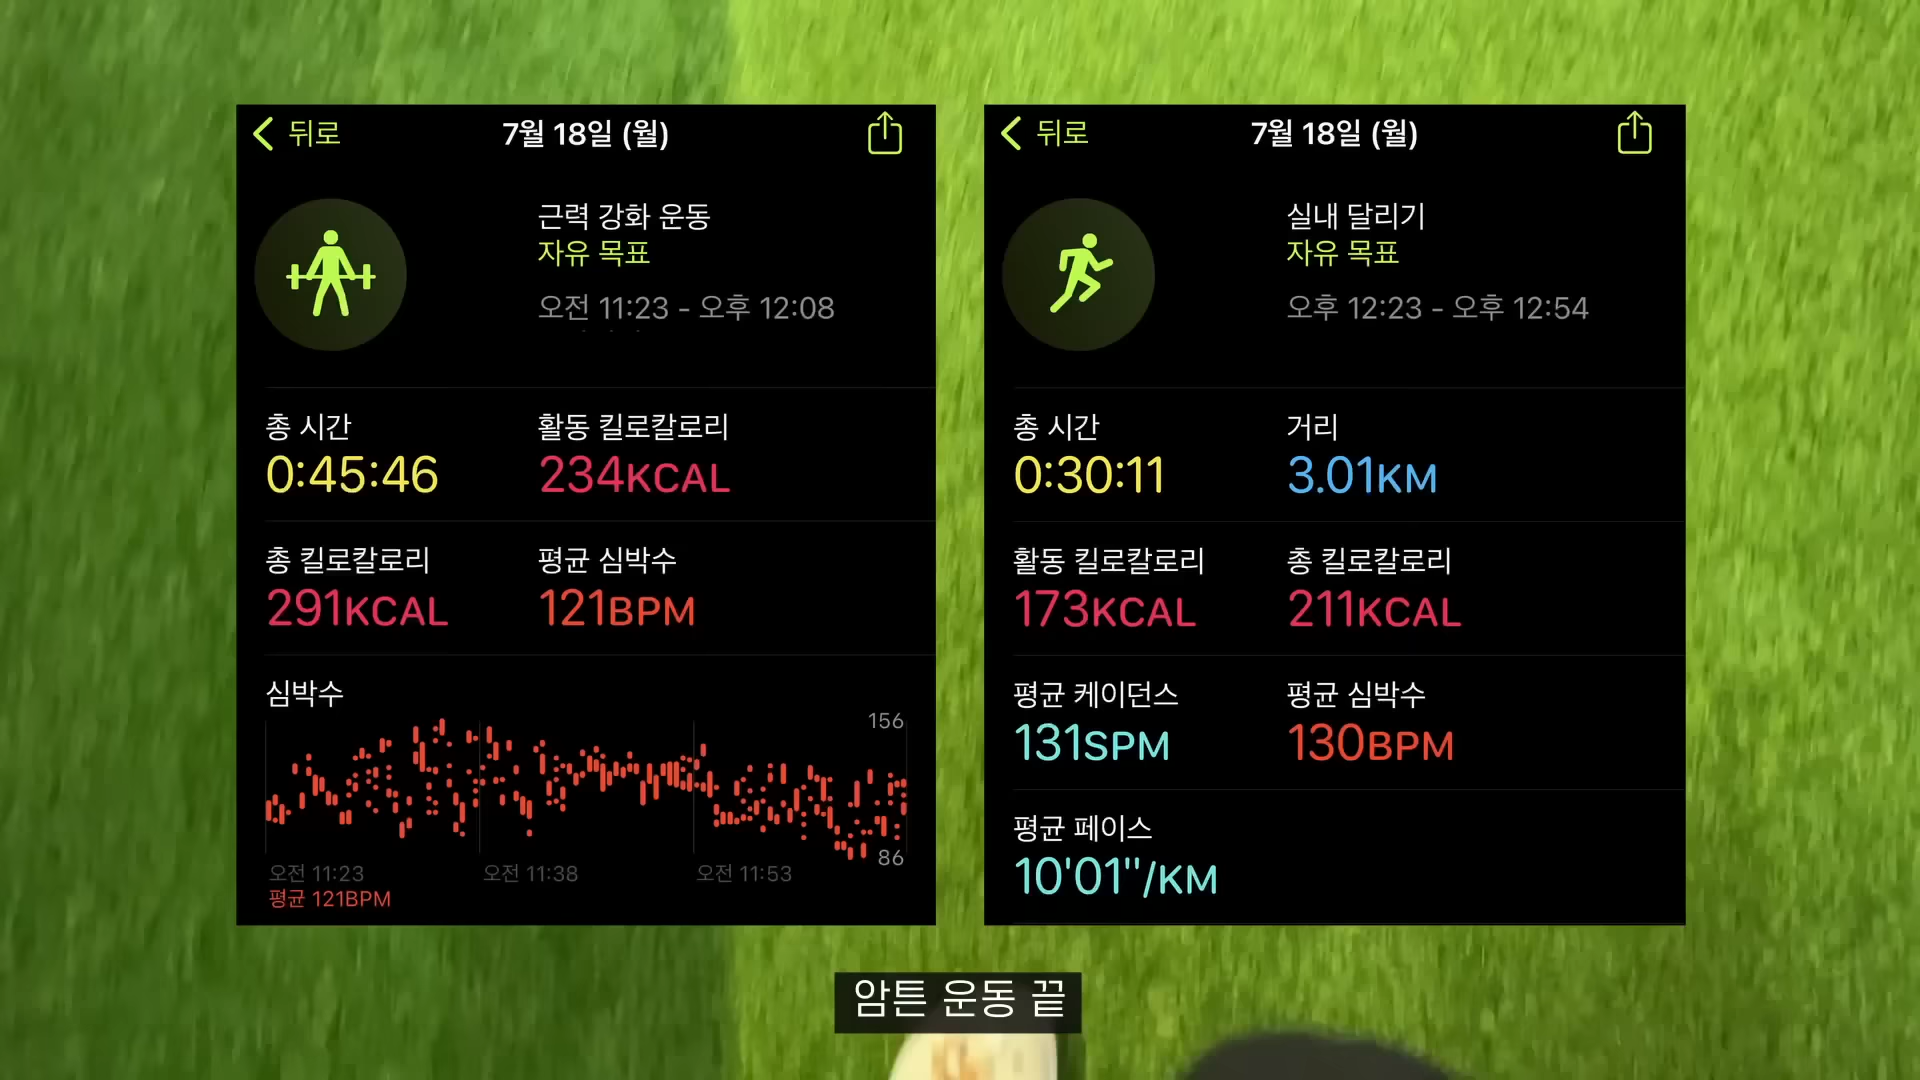 뒤로
7월 18일 (월)
근력 강화 운동
자유 목표
오전 11:23 - 오후 12:08
총 시간
활동 킬로칼로리
0:45:46
234KCAL
총 킬로칼로리
평균 심박수
291KCAL
121BPM
심박수
156
86
오전 11:23
오전 11:38
오전 11:53
평균 121BPM
뒤로
7월 18일 (월)
실내 달리기
자유 목표
오후 12:23 - 오후 12:54
총 시간
거리
0:30:11
3.01KM
활동 킬로칼로리
총 킬로칼로리
173KCAL
211KCAL
평균 케이던스
평균 심박수
131SPM
130BPM
평균 페이스
10'01"/KM
암튼 운동 끝